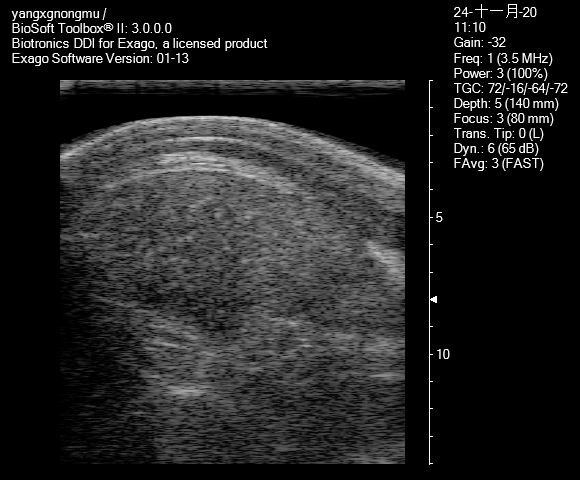 yangxgnongmu /
BioSoft Toolbox® II: 3.0.0.0
Biotronics DDI for Exago, a licensed product
Exago Software Version: 01-13
24-十一月-20
11:10
Gain: -32
Freq: 1 (3.5 MHz)
Power: 3 (100%)
TGC: 72/-16/-64/-72
Depth: 5 (140 mm)
Focus: 3 (80 mm)
Trans. Tip: 0 (L)
Dyn.: 6 (65 dB)
FAvg: 3 (FAST)
5
10